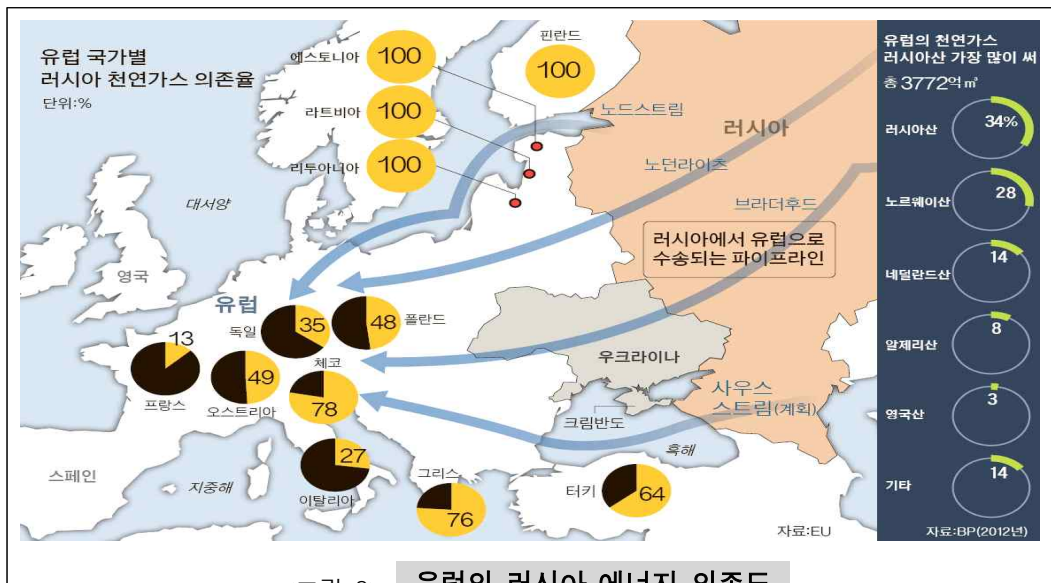 유럽 국가별
러시아 천연가스 의존율
단위:%
에스토니아 100
라트비아 100
리투아니아 100
핀란드
100
노드스트림
러시아
노던라이츠
브라더후드
러시아에서 유럽으로
수송되는 파이프라인
대서양
영국
유럽
독일 35
48 폴란드
13
프랑스
49
오스트리아
체코
78
우크라이나
크림반도
사우스
스트림(계획)
흑해
27
이탈리아
그리스
76
터키 64
스페인
지중해
자료:EU
유럽의 천연가스
러시아산 가장 많이 써
총 3772억㎥
러시아산 34%
노르웨이산 28
네덜란드산 14
알제리산 8
영국산 3
기타 14
자료:BP(2012년)
유럽의 러시아 에너지 의존도